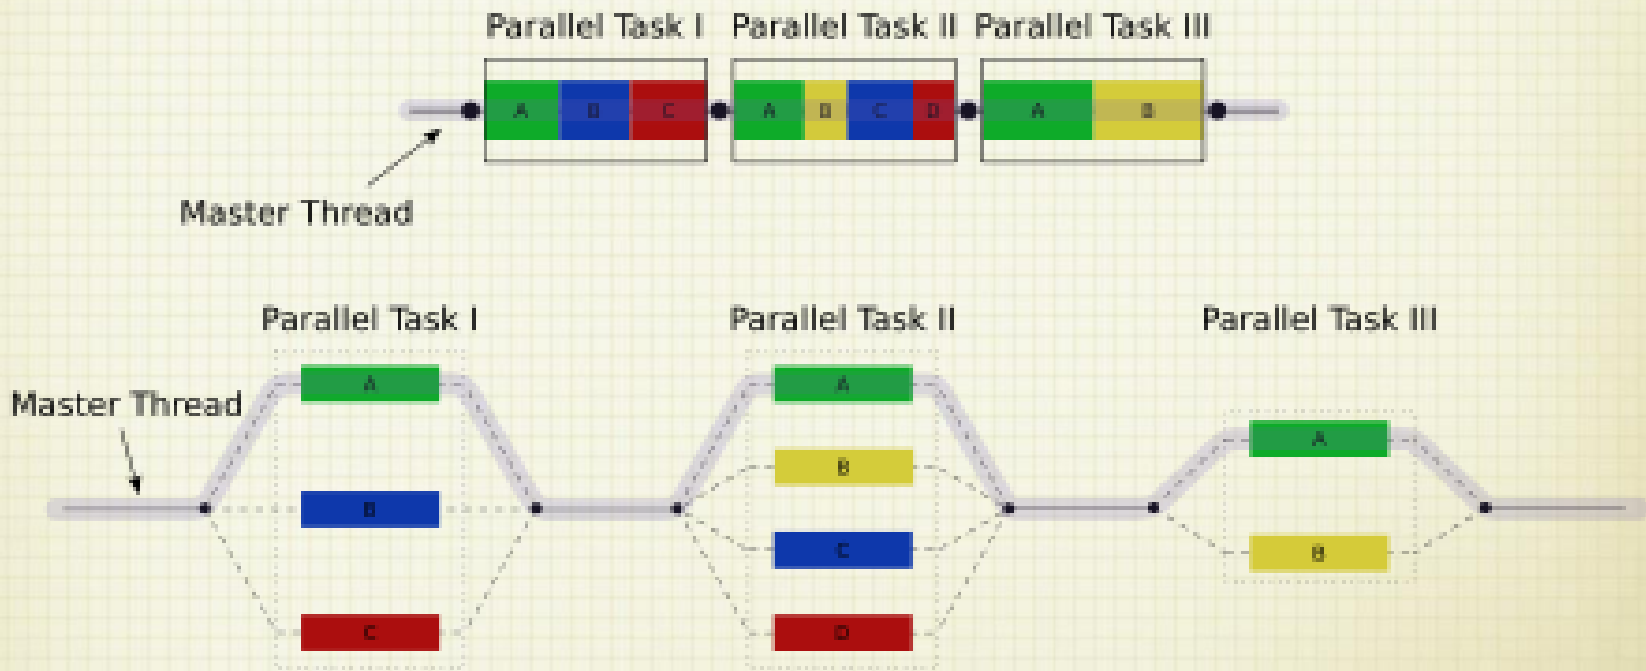 Parallel Task I Parallel Task II Parallel Task III
A B C A B C D A B
Master Thread
Parallel Task I Parallel Task II Parallel Task III
A A
Master Thread
A
B
B C
B
C D